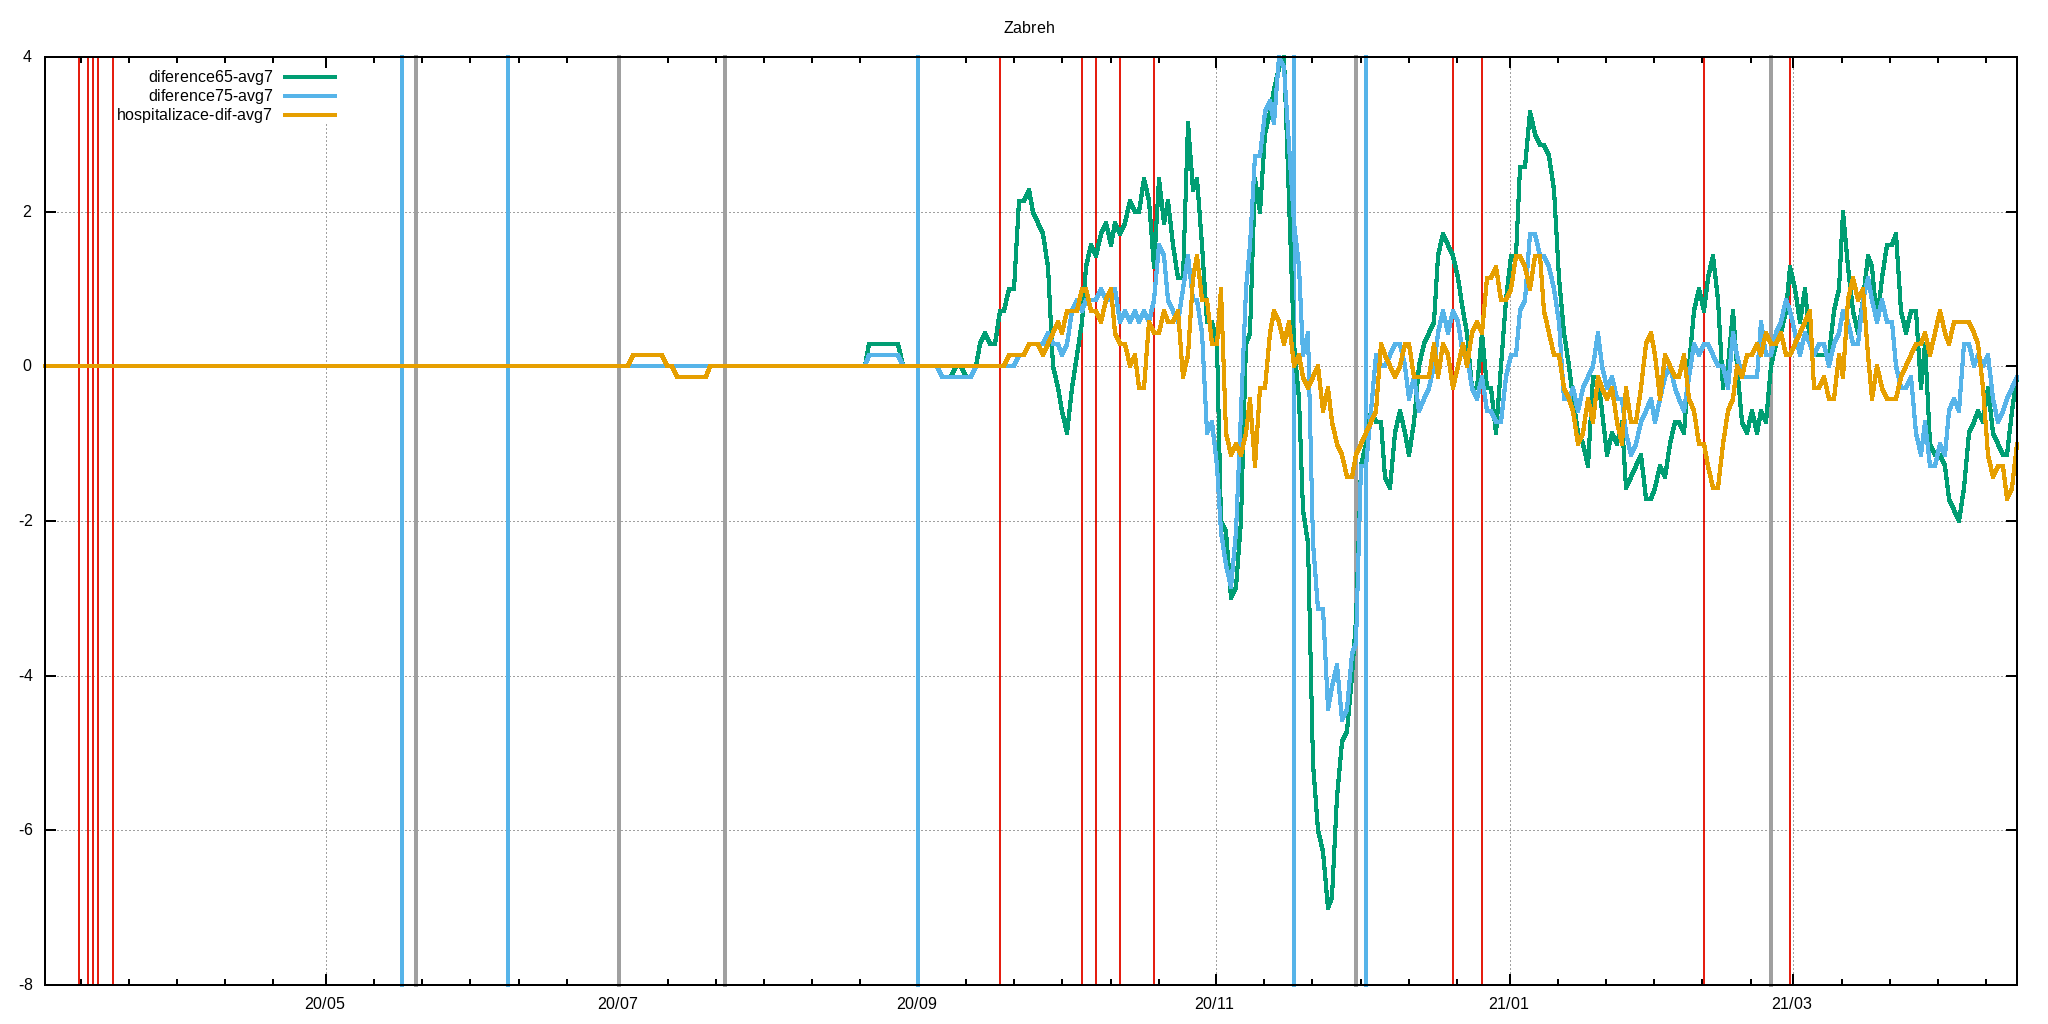 Zabreh
diference65-avg7
diference75-avg7
hospitalizace-dif-avg7
4
2
0
-2
-4
-6
-8
20/05 20/07 20/09 20/11 21/01 21/03